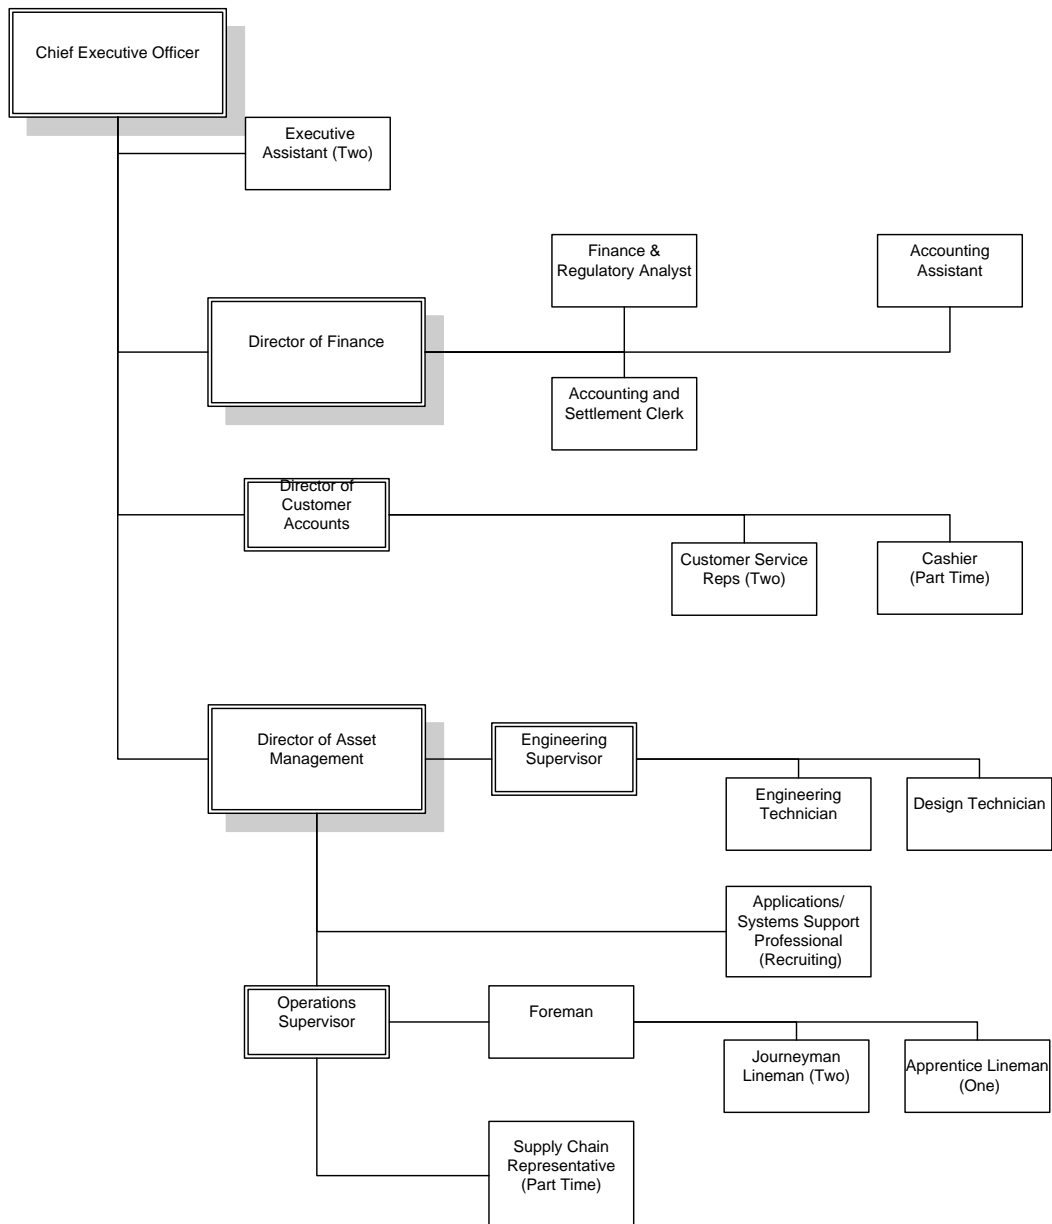 Chief Executive Officer
Executive
Assistant (Two)
Finance &
Regulatory Analyst
Accounting
Assistant
Director of Finance
Accounting and
Settlement Clerk
Director of
Customer
Accounts
Customer Service
Reps (Two)
Cashier
(Part Time)
Director of Asset
Management
Engineering
Supervisor
Engineering
Technician
Design Technician
Applications/
Systems Support
Professional
(Recruiting)
Operations
Supervisor
Foreman
Journeyman
Lineman (Two)
Apprentice Lineman
(One)
Supply Chain
Representative
(Part Time)